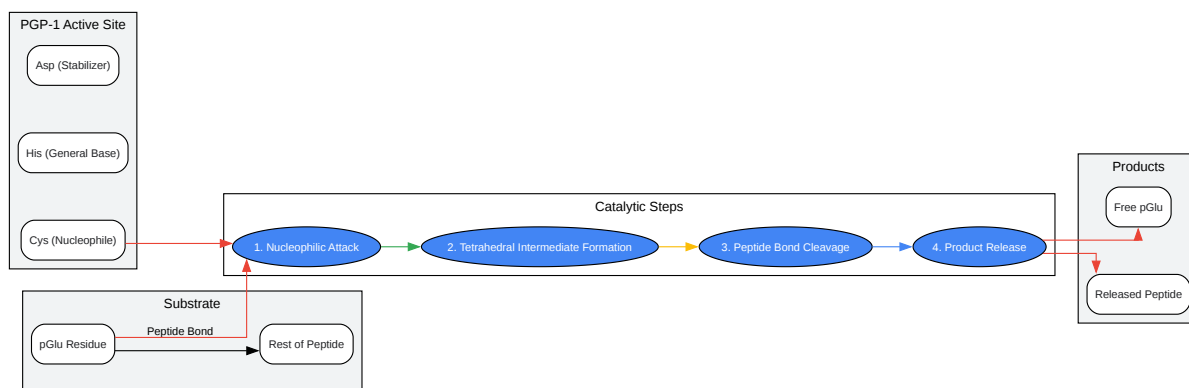 PGP-1 Active Site
Asp (Stabilizer)
His (General Base)
Cys (Nucleophile)
Substrate
pGlu Residue
Peptide Bond
Rest of Peptide
Catalytic Steps
1. Nucleophilic Attack
2. Tetrahedral Intermediate Formation
3. Peptide Bond Cleavage
4. Product Release
Products
Free pGlu
Released Peptide